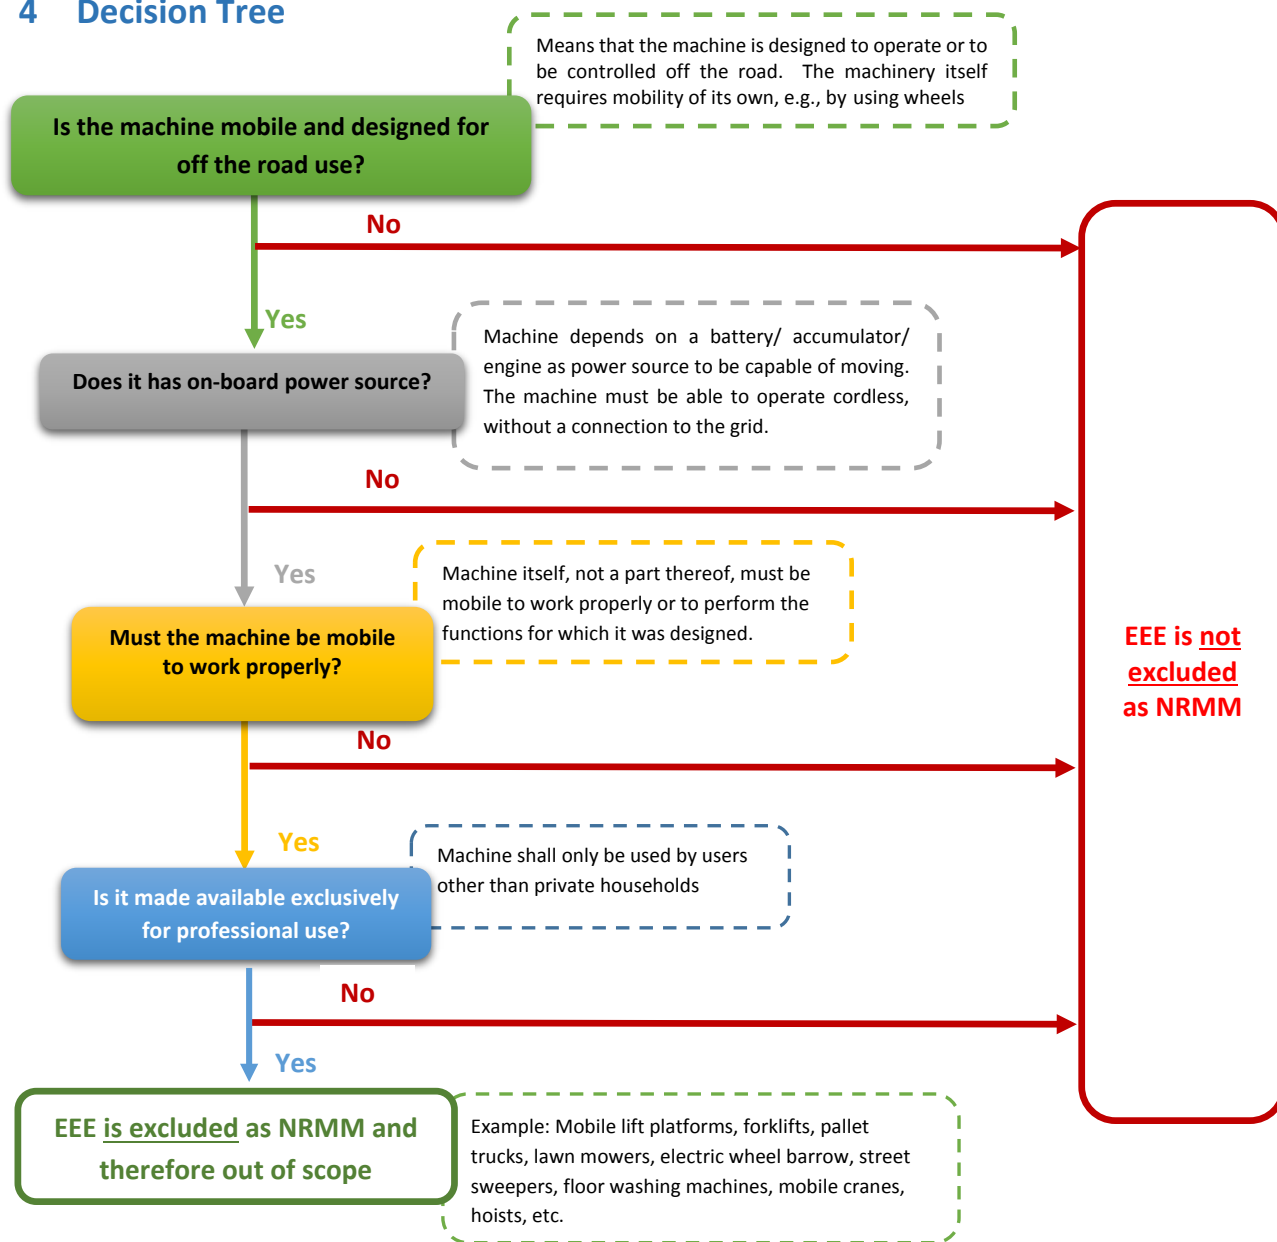 4 Decision Tree
Means that the machine is designed to operate or to
be controlled off the road. The machinery itself
requires mobility of its own, e.g., by using wheels
Is the machine mobile and designed for
off the road use?
No
Yes
Machine depends on a battery/ accumulator/
engine as power source to be capable of moving.
The machine must be able to operate cordless,
without a connection to the grid.
Does it has on-board power source?
No
Yes
Machine itself, not a part thereof, must be
mobile to work properly or to perform the
functions for which it was designed.
Must the machine be mobile
to work properly?
EEE is not
excluded
as NRMM
No
Yes
Machine shall only be used by users
other than private households
Is it made available exclusively
for professional use?
No
Yes
EEE is excluded as NRMM and
therefore out of scope
Example: Mobile lift platforms, forklifts, pallet
trucks, lawn mowers, electric wheel barrow, street
sweepers, floor washing machines, mobile cranes,
hoists, etc.